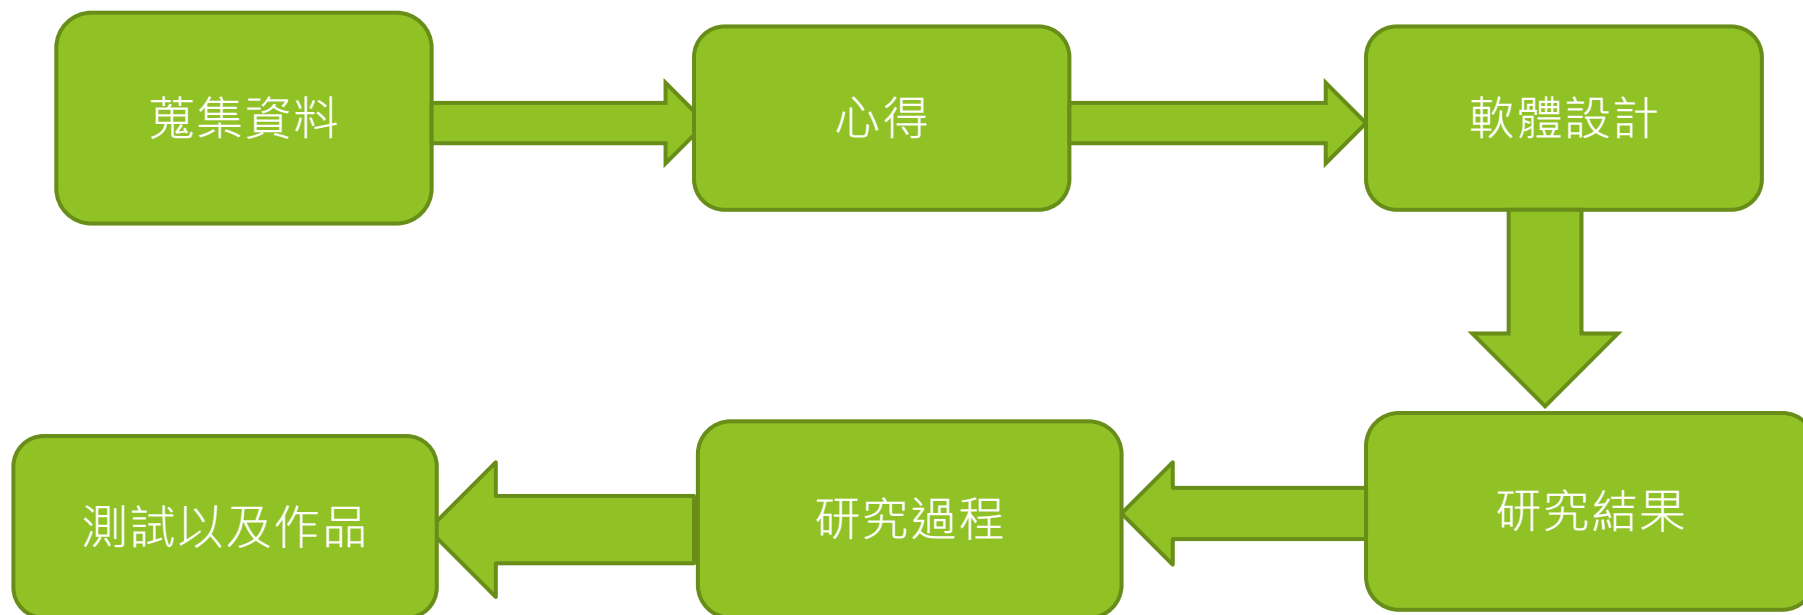 蒐集資料
心得
軟體設計
研究結果
研究過程
測試以及作品